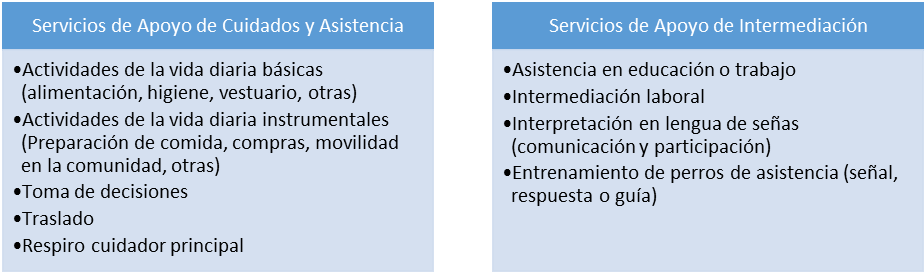 Servicios de Apoyo de Cuidados y Asistencia
•Actividades de la vida diaria básicas
(alimentación, higiene, vestuario, otras)
•Actividades de la vida diaria instrumentales
(Preparación de comida, compras, movilidad
en la comunidad, otras)
•Toma de decisiones
•Traslado
•Respiro cuidador principal
Servicios de Apoyo de Intermediación
•Asistencia en educación o trabajo
•Intermediación laboral
•Interpretación en lengua de señas
(comunicación y participación)
•Entrenamiento de perros de asistencia (señal,
respuesta o guía)